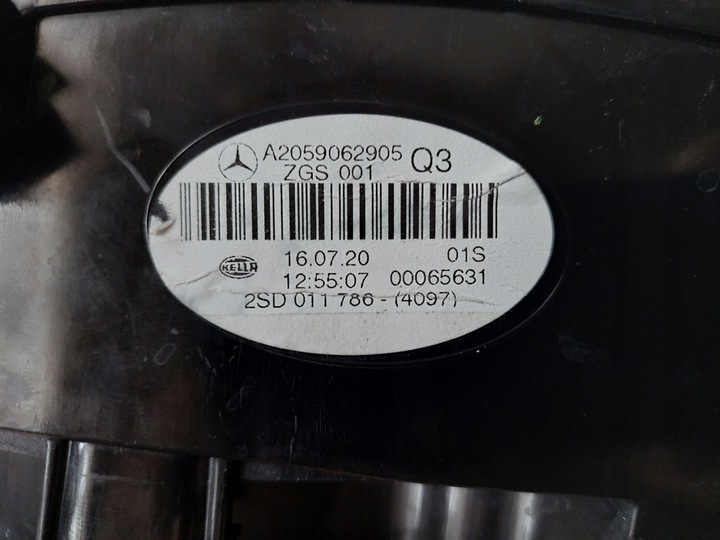 A2059062905
ZGS 001
Q3
16.07.20 01S
HELLA 12:55:07 00065631
2SD 011 786 - (4097)